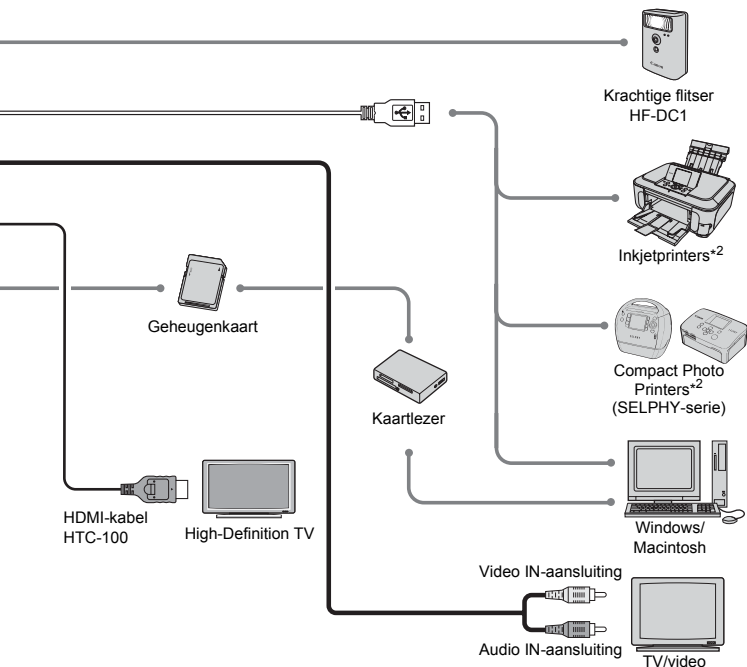 Krachtige flitser
HF-DC1
Inkjetprinters*2
Geheugenkaart
Compact Photo
Printers*2
(SELPHY-serie)
Kaartlezer
HDMI-kabel
HTC-100
High-Definition TV
Windows/
Macintosh
Video IN-aansluiting
Audio IN-aansluiting
TV/video